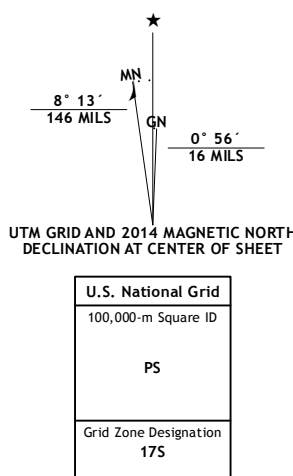 MN
8° 13´
146 MILS
GN
0° 56´
16 MILS
UTM GRID AND 2014 MAGNETIC NORTH
DECLINATION AT CENTER OF SHEET
U.S. National Grid
100,000-m Square ID
PS
Grid Zone Designation
17S